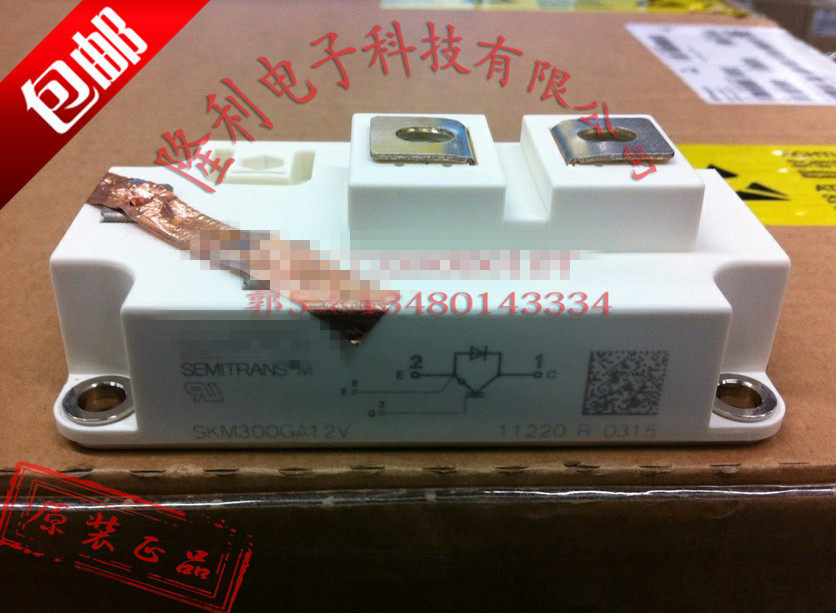 包邮
隆利电子科技有限公司
13480143334
SEMITRANS®M
2 1
E C
5
E
3
G
SKM300GA12V
11220 R 0315
原装正品